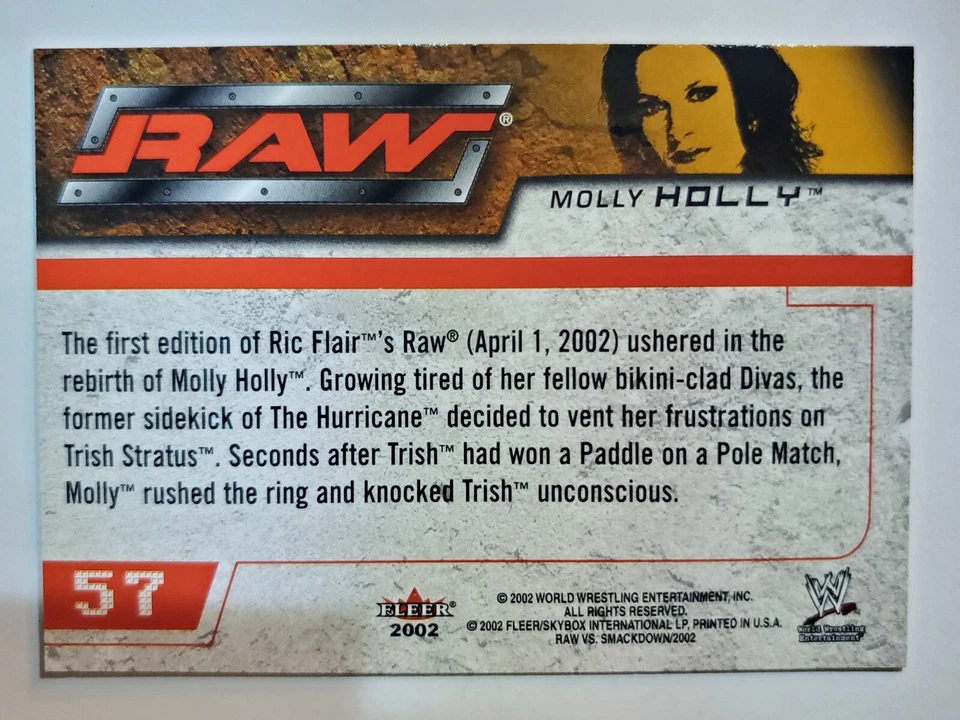 RAW®
MOLLY HOLLY™
The first edition of Ric Flair™'s Raw® (April 1, 2002) ushered in the
rebirth of Molly Holly™. Growing tired of her fellow bikini-clad Divas, the
former sidekick of The Hurricane™ decided to vent her frustrations on
Trish Stratus™. Seconds after Trish™ had won a Paddle on a Pole Match,
Molly™ rushed the ring and knocked Trish™ unconscious.
57
FLEER®
2002
© 2002 WORLD WRESTLING ENTERTAINMENT, INC.
ALL RIGHTS RESERVED.
© 2002 FLEER/SKYBOX INTERNATIONAL LP, PRINTED IN U.S.A.
RAW VS. SMACKDOWN/2002
W
World Wrestling
Entertainment™